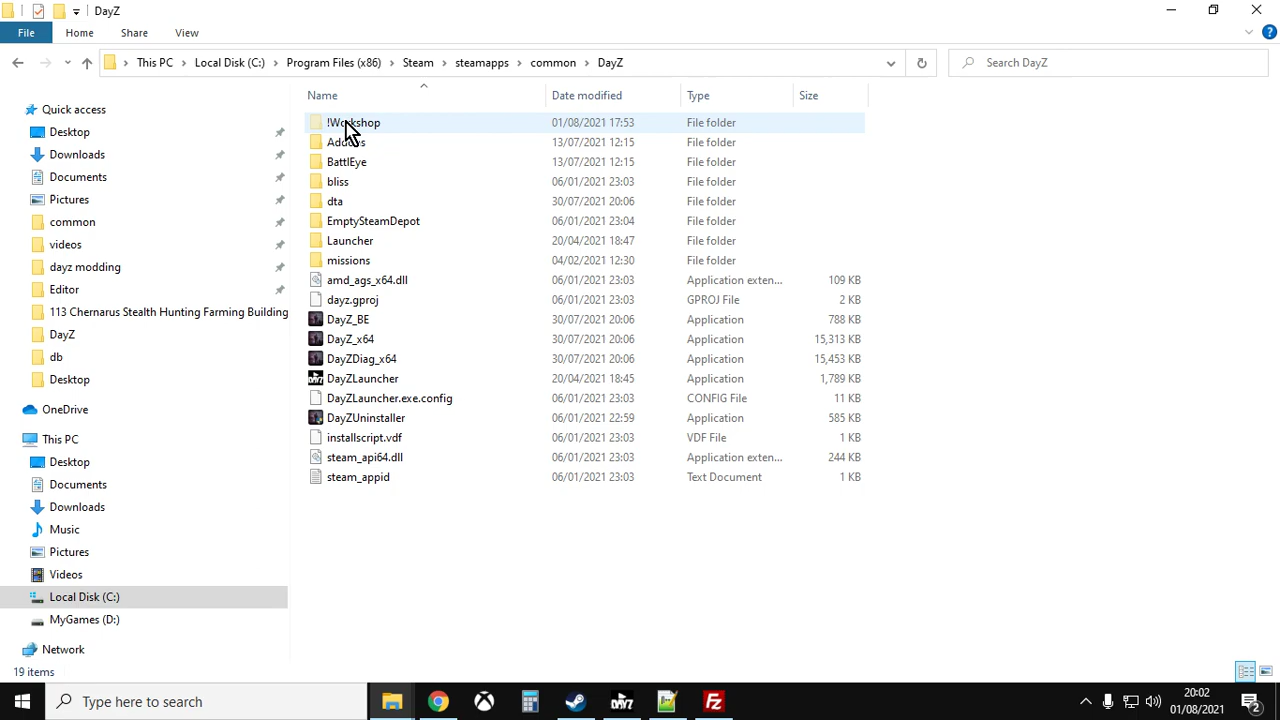 DayZ
File Home Share View
This PC Local Disk (C:) Program Files (x86) Steam steamapps common DayZ
Search DayZ
Name Date modified Type Size
!Workshop 01/08/2021 17:53 File folder
Addons 13/07/2021 12:15 File folder
BattlEye 13/07/2021 12:15 File folder
bliss 06/01/2021 23:03 File folder
dta 30/07/2021 20:06 File folder
EmptySteamDepot 06/01/2021 23:04 File folder
Launcher 20/04/2021 18:47 File folder
missions 04/02/2021 12:30 File folder
amd_ags_x64.dll 06/01/2021 23:03 Application exten... 109 KB
dayz.gproj 06/01/2021 23:03 GPROJ File 2 KB
DayZ_BE 30/07/2021 20:06 Application 788 KB
DayZ_x64 30/07/2021 20:06 Application 15,313 KB
DayZDiag_x64 30/07/2021 20:06 Application 15,453 KB
DayZLauncher 20/04/2021 18:45 Application 1,789 KB
DayZLauncher.exe.config 06/01/2021 23:03 CONFIG File 11 KB
DayZUninstaller 06/01/2021 22:59 Application 585 KB
installscript.vdf 06/01/2021 23:03 VDF File 1 KB
steam_api64.dll 06/01/2021 23:03 Application exten... 244 KB
steam_appid 06/01/2021 23:03 Text Document 1 KB
Quick access
Desktop
Downloads
Documents
Pictures
common
videos
dayz modding
Editor
113 Chernarus Stealth Hunting Farming Building
DayZ
db
Desktop
OneDrive
This PC
Desktop
Documents
Downloads
Music
Pictures
Videos
Local Disk (C:)
MyGames (D:)
Network
19 items
Type here to search
20:02
01/08/2021
2